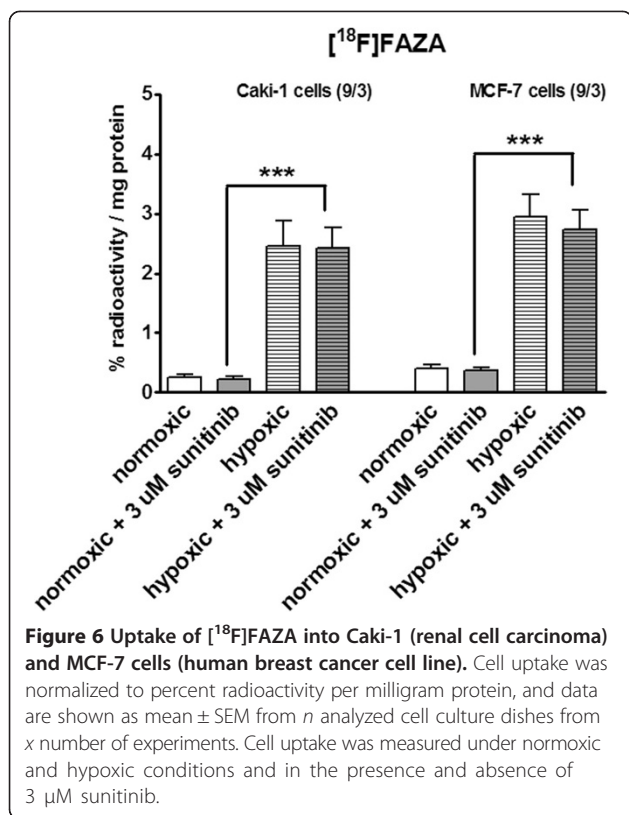 [¹⁸F]FAZA
Caki-1 cells (9/3)
MCF-7 cells (9/3)
% radioactivity / mg protein
5
4
3
2
1
0
***
***
normoxic
normoxic + 3 uM sunitinib
hypoxic
hypoxic + 3 uM sunitinib
normoxic
normoxic + 3 uM sunitinib
hypoxic
hypoxic + 3 uM sunitinib
Figure 6 Uptake of [¹⁸F]FAZA into Caki-1 (renal cell carcinoma)
and MCF-7 cells (human breast cancer cell line). Cell uptake was
normalized to percent radioactivity per milligram protein, and data
are shown as mean ± SEM from n analyzed cell culture dishes from
x number of experiments. Cell uptake was measured under normoxic
and hypoxic conditions and in the presence and absence of
3 μM sunitinib.